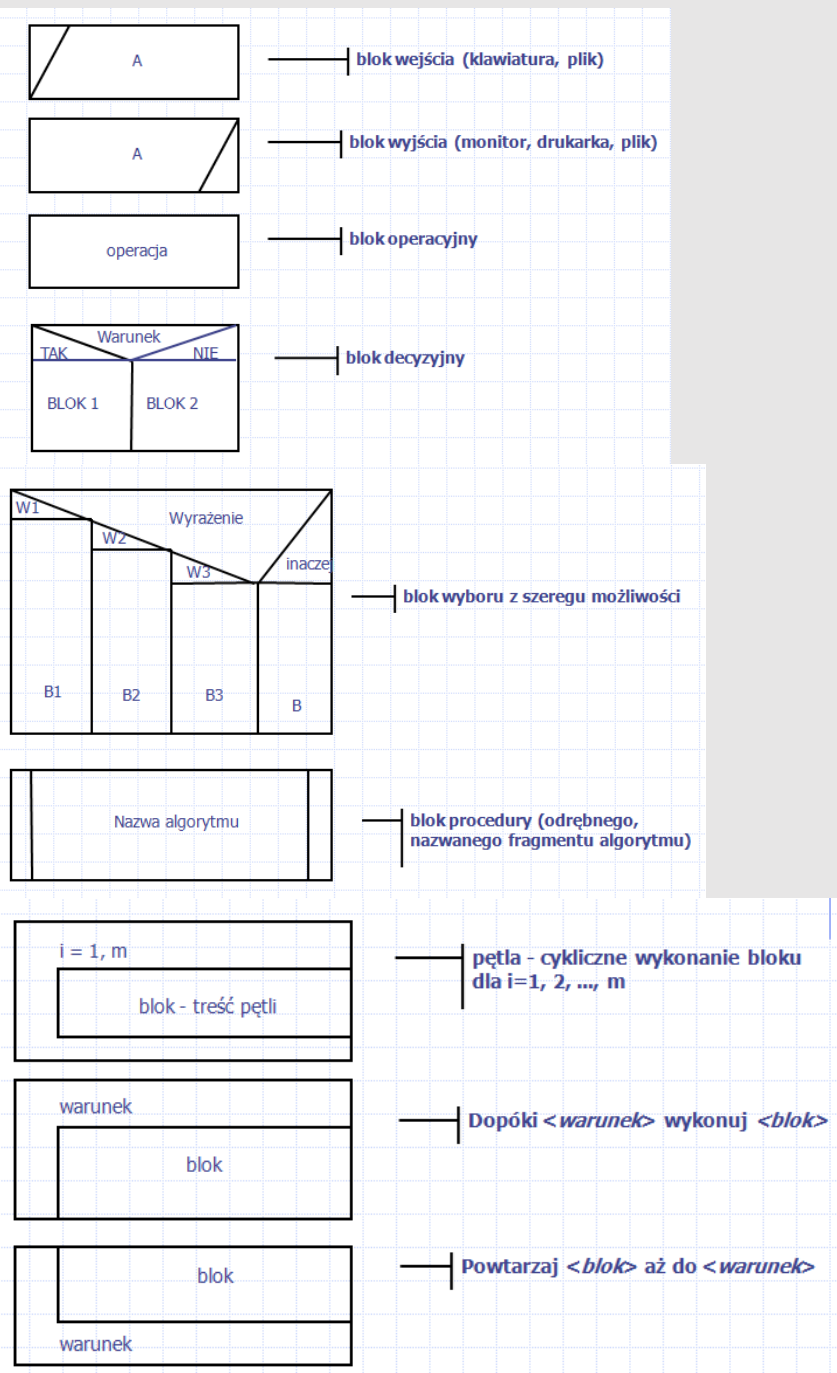 A
blok wejścia (klawiatura, plik)
A
blok wyjścia (monitor, drukarka, plik)
operacja
blok operacyjny
Warunek
TAK
NIE
BLOK 1
BLOK 2
blok decyzyjny
W1
Wyrażenie
W2
W3
inaczej
B1
B2
B3
B
blok wyboru z szeregu możliwości
Nazwa algorytmu
blok procedury (odrębnego,
nazwanego fragmentu algorytmu)
i = 1, m
blok - treść pętli
pętla - cykliczne wykonanie bloku
dla i=1, 2, ..., m
warunek
blok
Dopóki <warunek> wykonuj <blok>
blok
warunek
Powtarzaj <blok> aż do <warunek>